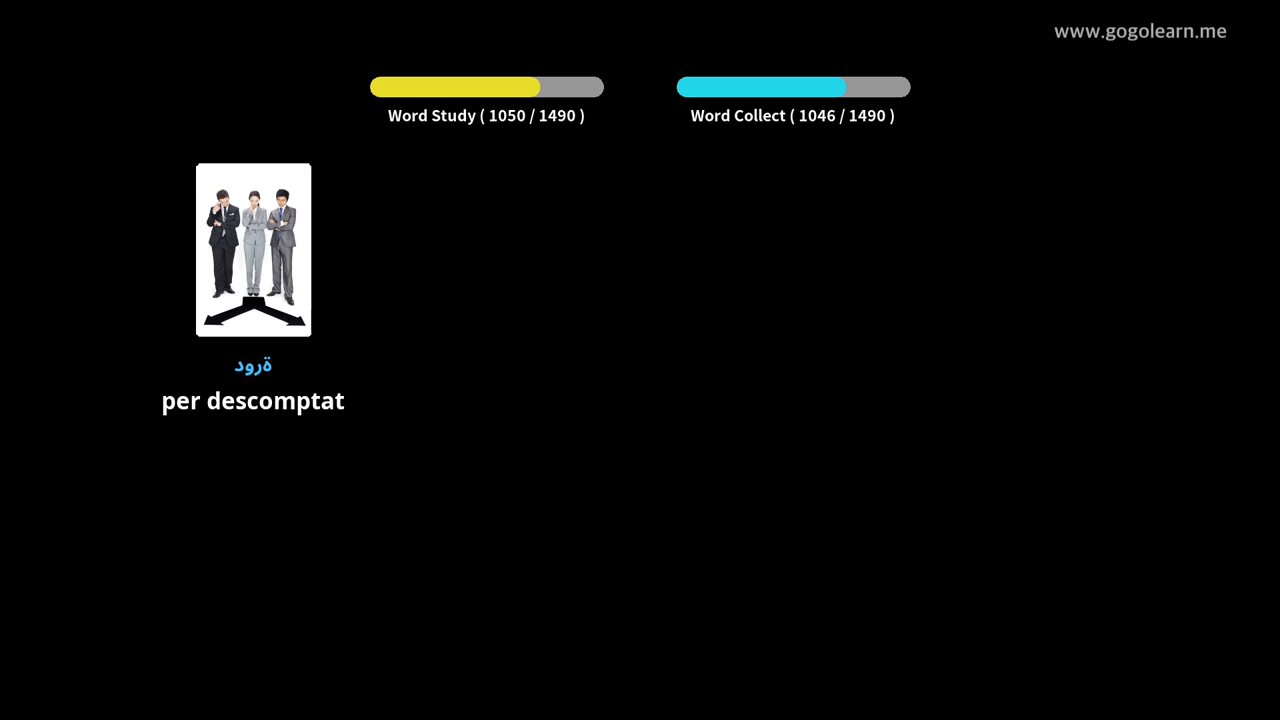 www.gogolearn.me
Word Study ( 1050 / 1490 )
Word Collect ( 1046 / 1490 )
ةرود
per descomptat